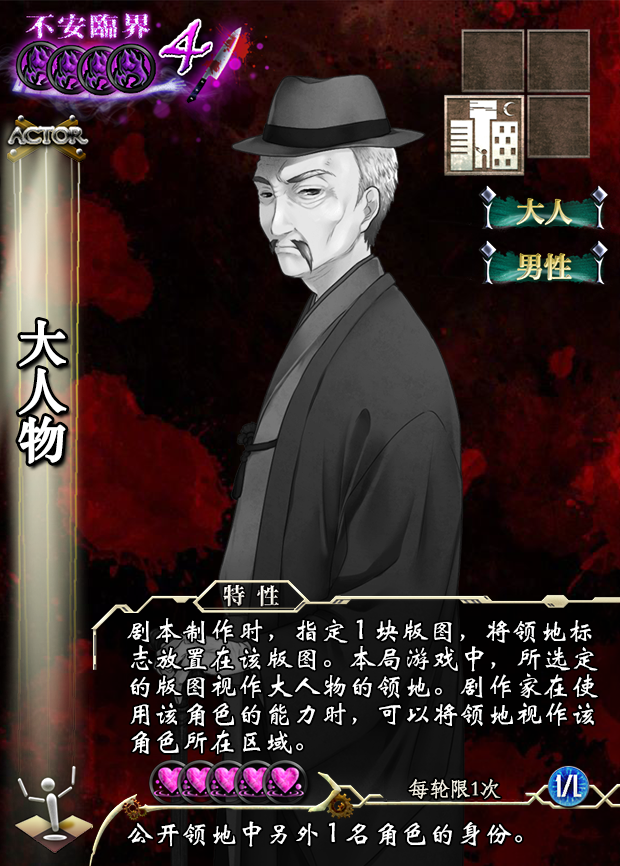 不安臨界
4
ACTOR
大人
男性
大人物
特性
剧本制作时，指定1块版图，将领地标
志放置在该版图。本局游戏中，所选定
的版图视作大人物的领地。剧作家在使
用该角色的能力时，可以将领地视作该
角色所在区域。
每轮限1次
1/L
公开领地中另外1名角色的身份。